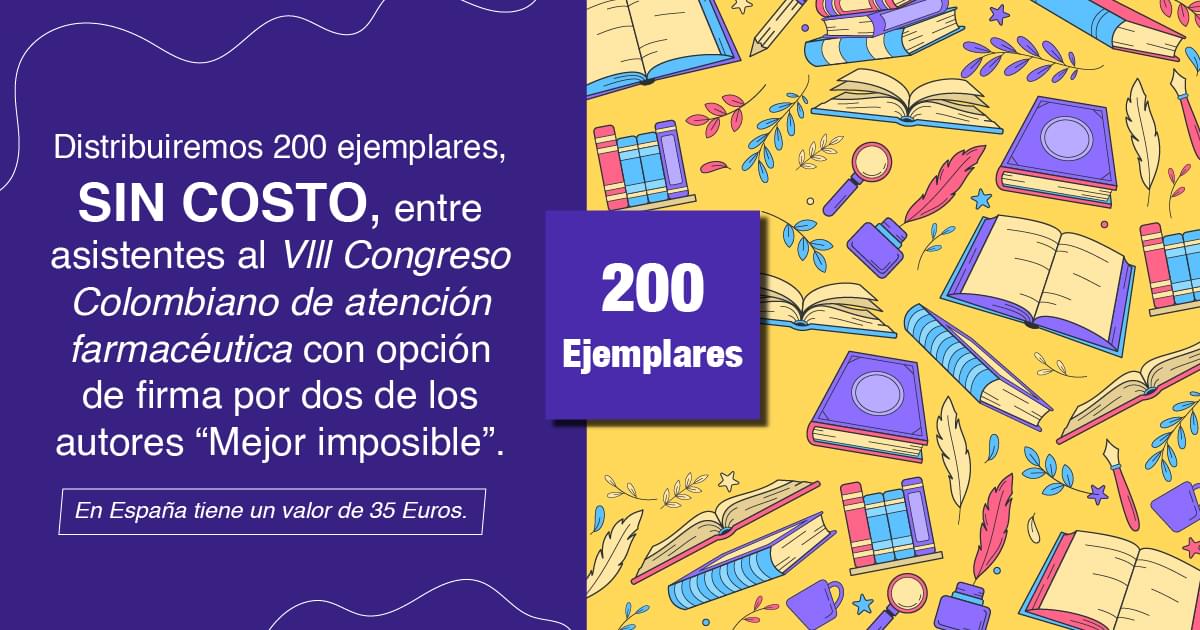 Distribuiremos 200 ejemplares,
SIN COSTO, entre
asistentes al VIII Congreso
Colombiano de atención
farmacéutica con opción
de firma por dos de los
autores “Mejor imposible”.
En España tiene un valor de 35 Euros.
200
Ejemplares